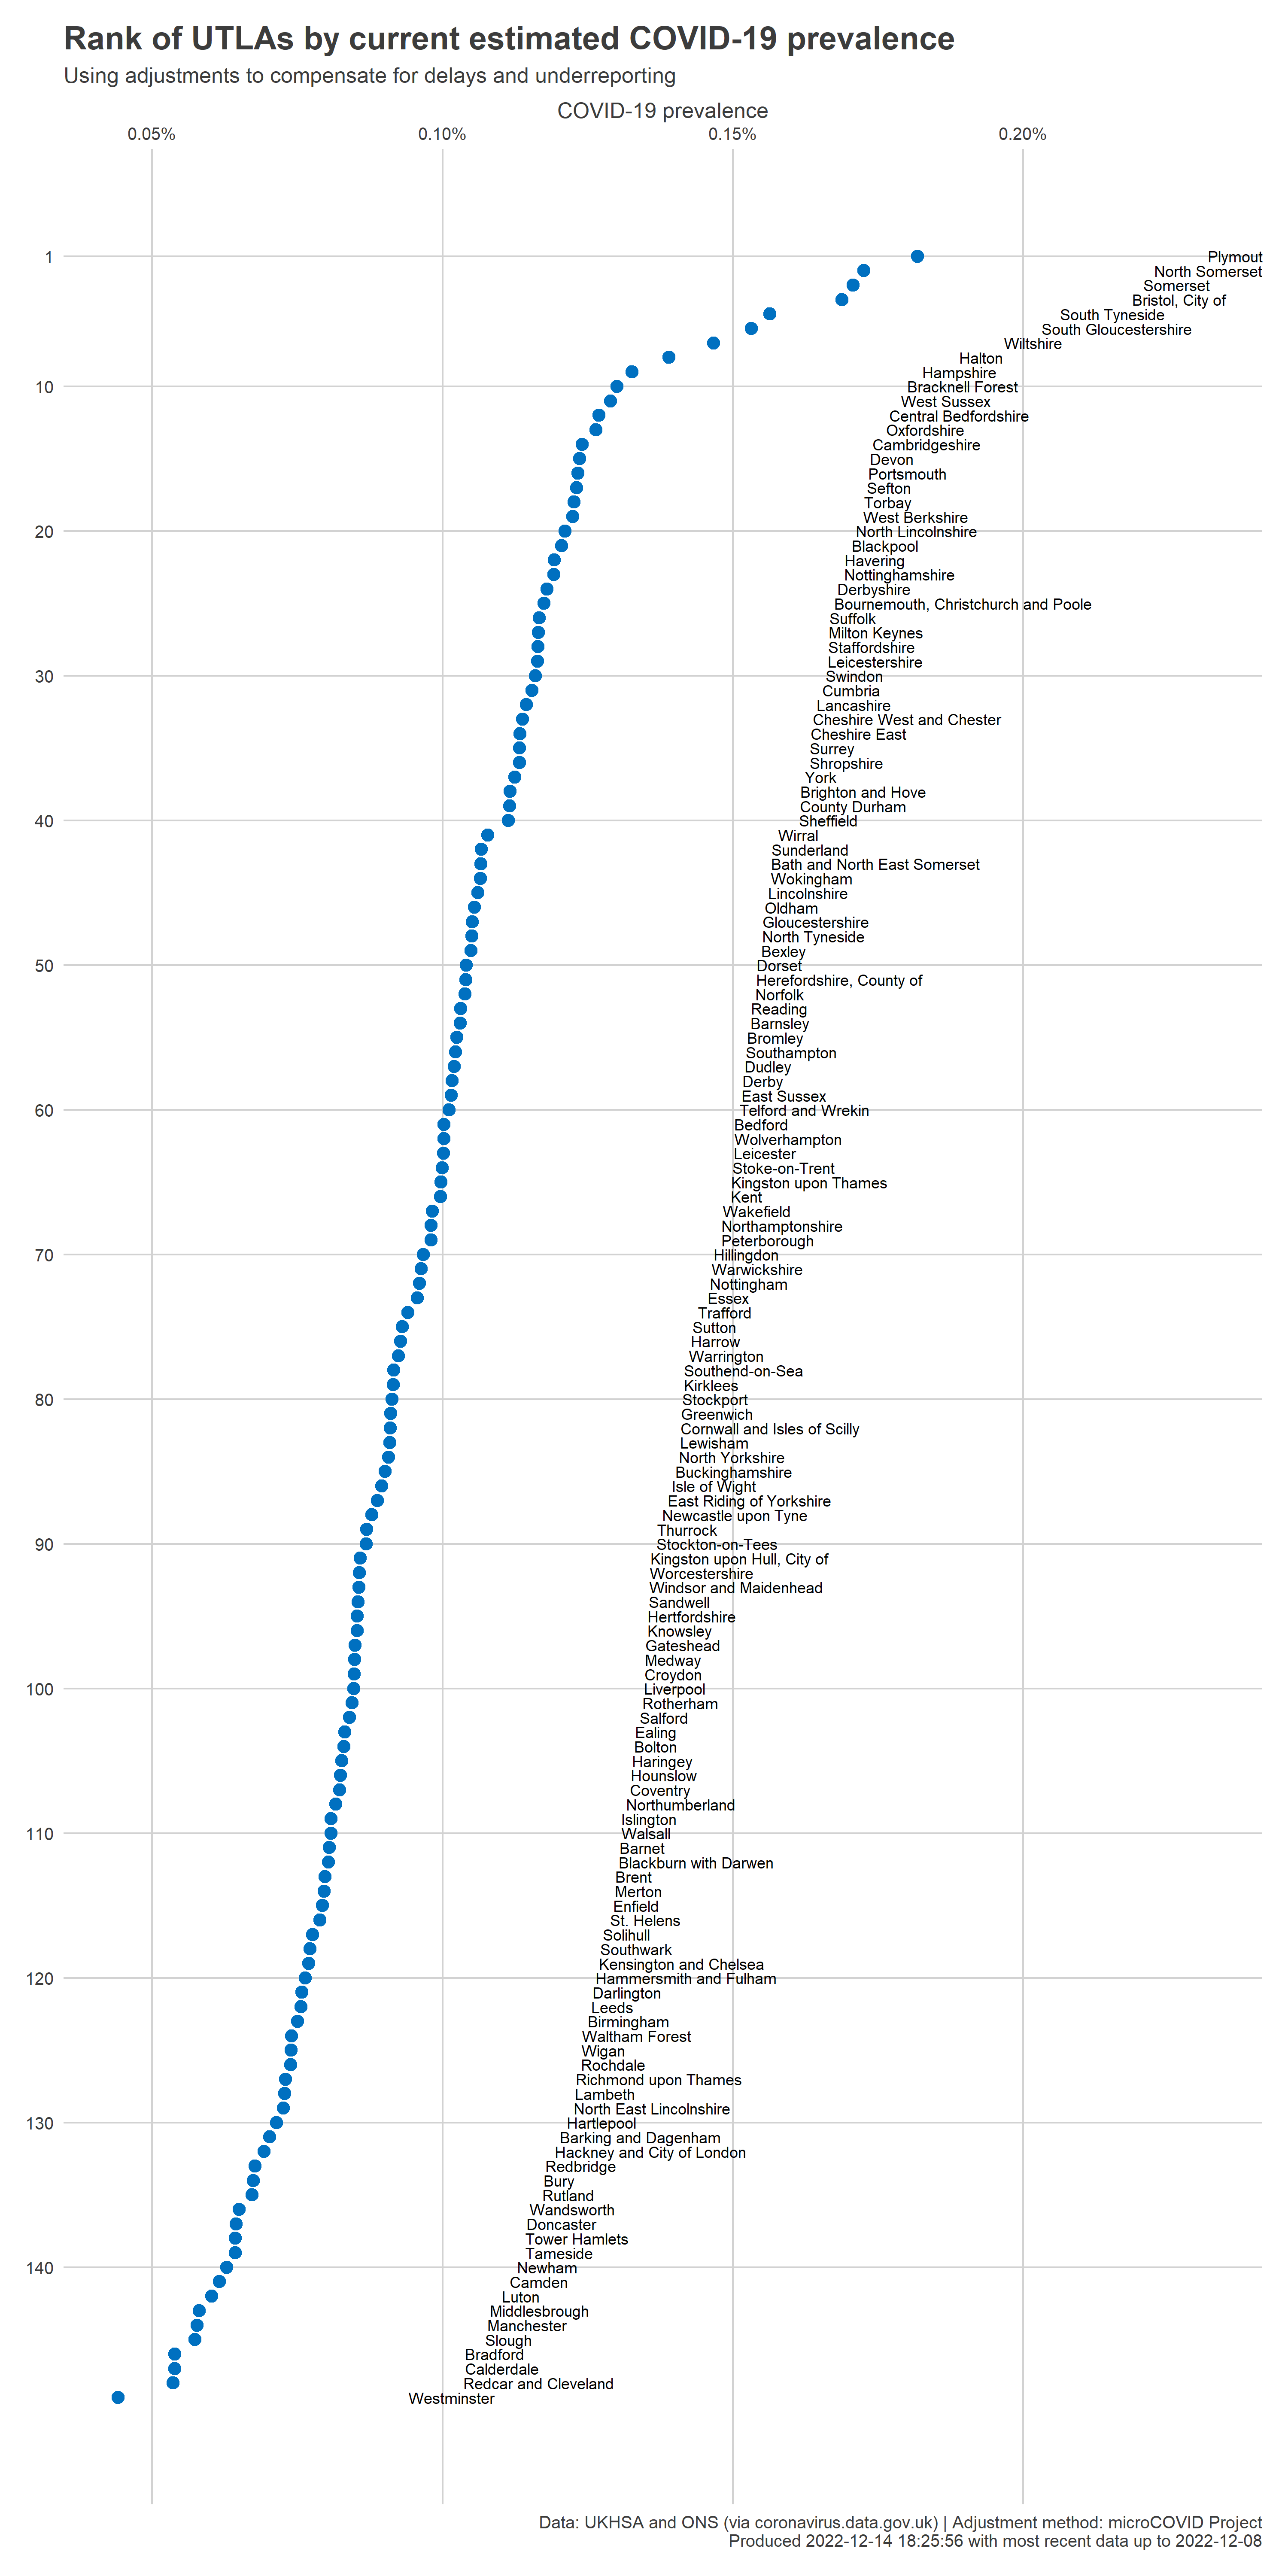 Rank of UTLAs by current estimated COVID-19 prevalence
Using adjustments to compensate for delays and underreporting
COVID-19 prevalence
0.05% 0.10% 0.15% 0.20%
1 Plymout
North Somerset
Somerset
Bristol, City of
South Tyneside
South Gloucestershire
Wiltshire
Halton
Hampshire
10 Bracknell Forest
West Sussex
Central Bedfordshire
Oxfordshire
Cambridgeshire
Devon
Portsmouth
Sefton
Torbay
West Berkshire
20 North Lincolnshire
Blackpool
Havering
Nottinghamshire
Derbyshire
Bournemouth, Christchurch and Poole
Suffolk
Milton Keynes
Staffordshire
Leicestershire
30 Swindon
Cumbria
Lancashire
Cheshire West and Chester
Cheshire East
Surrey
Shropshire
York
Brighton and Hove
County Durham
40 Sheffield
Wirral
Sunderland
Bath and North East Somerset
Wokingham
Lincolnshire
Oldham
Gloucestershire
North Tyneside
Bexley
50 Dorset
Herefordshire, County of
Norfolk
Reading
Barnsley
Bromley
Southampton
Dudley
Derby
East Sussex
60 Telford and Wrekin
Bedford
Wolverhampton
Leicester
Stoke-on-Trent
Kingston upon Thames
Kent
Wakefield
Northamptonshire
Peterborough
70 Hillingdon
Warwickshire
Nottingham
Essex
Trafford
Sutton
Harrow
Warrington
Southend-on-Sea
Kirklees
80 Stockport
Greenwich
Cornwall and Isles of Scilly
Lewisham
North Yorkshire
Buckinghamshire
Isle of Wight
East Riding of Yorkshire
Newcastle upon Tyne
Thurrock
90 Stockton-on-Tees
Kingston upon Hull, City of
Worcestershire
Windsor and Maidenhead
Sandwell
Hertfordshire
Knowsley
Gateshead
Medway
Croydon
100 Liverpool
Rotherham
Salford
Ealing
Bolton
Haringey
Hounslow
Coventry
Northumberland
Islington
110 Walsall
Barnet
Blackburn with Darwen
Brent
Merton
Enfield
St. Helens
Solihull
Southwark
Kensington and Chelsea
120 Hammersmith and Fulham
Darlington
Leeds
Birmingham
Waltham Forest
Wigan
Rochdale
Richmond upon Thames
Lambeth
North East Lincolnshire
130 Hartlepool
Barking and Dagenham
Hackney and City of London
Redbridge
Bury
Rutland
Wandsworth
Doncaster
Tower Hamlets
Tameside
140 Newham
Camden
Luton
Middlesbrough
Manchester
Slough
Bradford
Calderdale
Redcar and Cleveland
Westminster
Data: UKHSA and ONS (via coronavirus.data.gov.uk) | Adjustment method: microCOVID Project
Produced 2022-12-14 18:25:56 with most recent data up to 2022-12-08